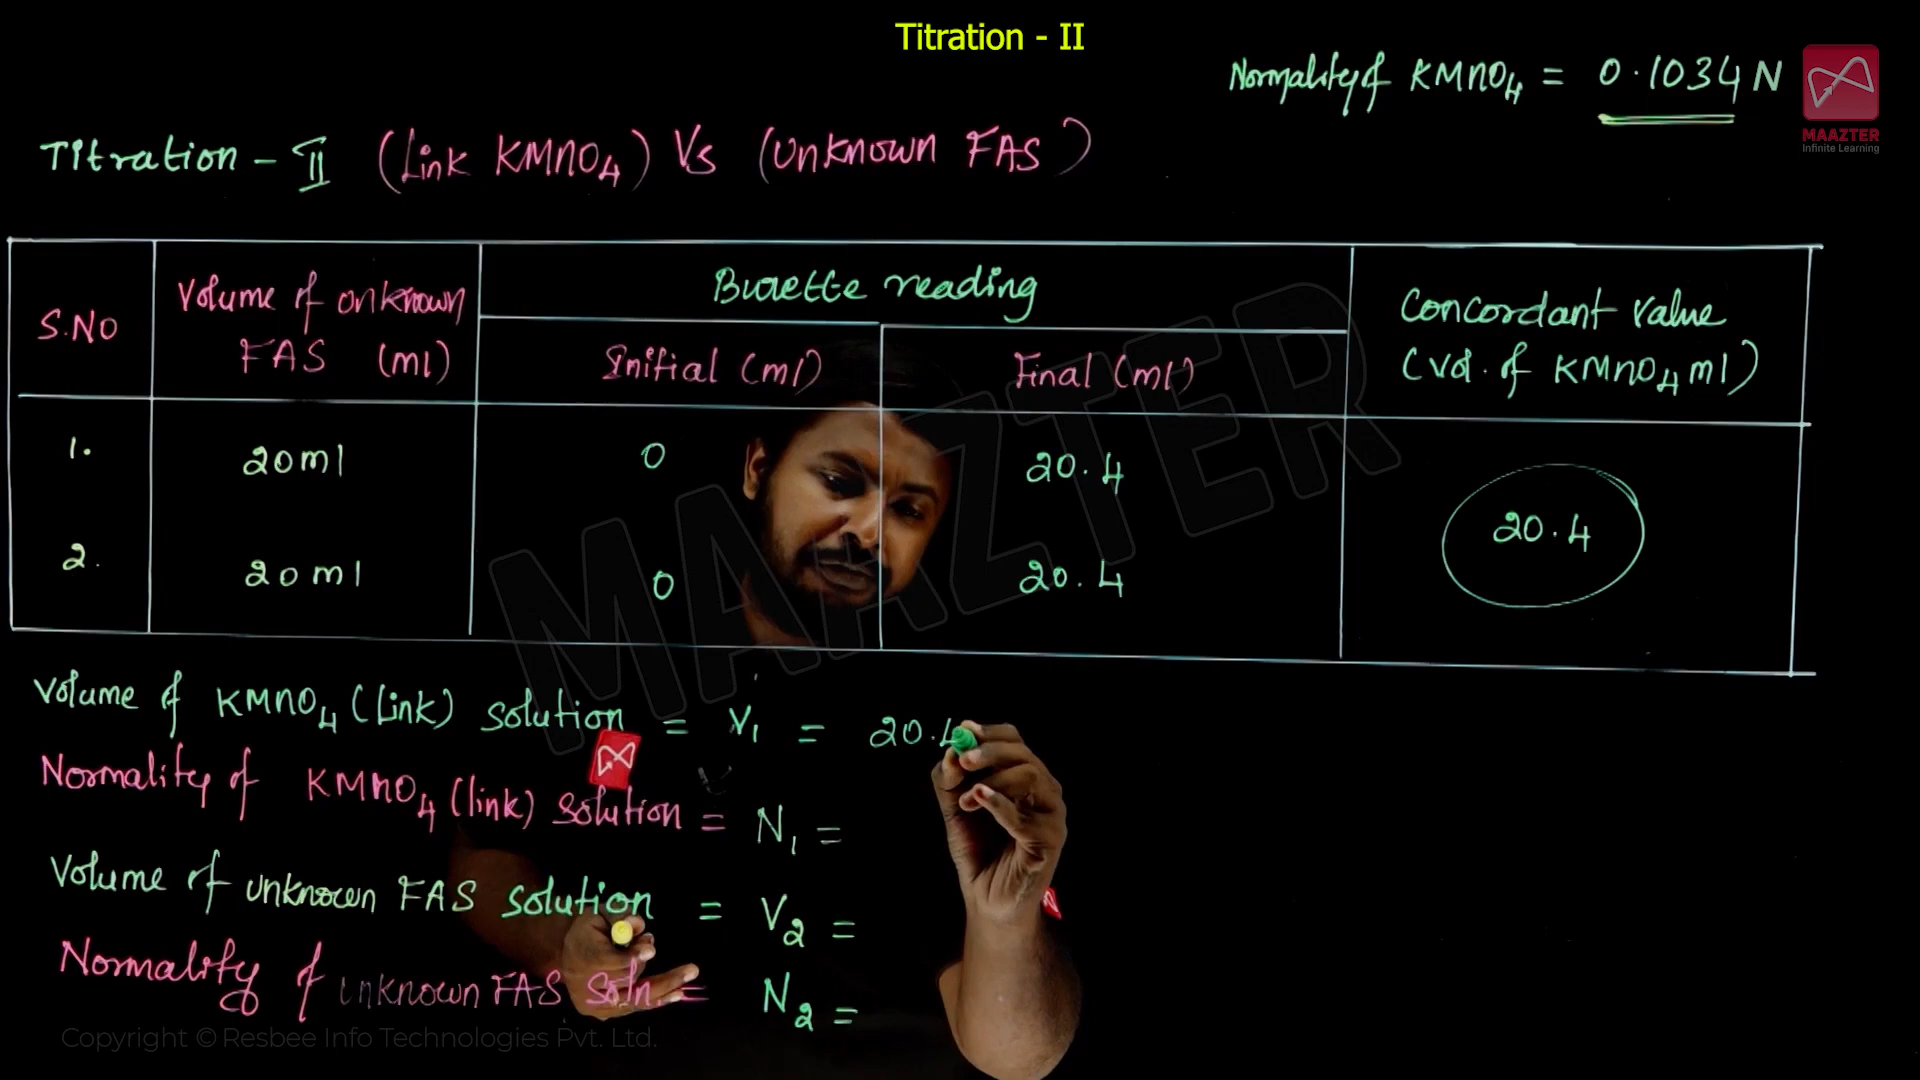 Titration - II
Normality of KMnO4 = 0.1034 N
MAAZTER
Infinite Learning
Titration - II (Link KMnO4) Vs (Unknown FAS)
S.NO
Volume of unknown FAS (ml)
Burette reading
Initial (ml)
Final (ml)
Concordant value (Vol. of KMnO4 ml)
1. 20ml 0 20.4
20.4
2. 20ml 0 20.4
MAAZTER
Volume of KMnO4 (Link) solution = V1 = 20.4
Normality of KMnO4 (link) solution = N1 =
Volume of unknown FAS solution = V2 =
Normality of unknown FAS soln. = N2 =
Copyright © Resbee Info Technologies Pvt. Ltd.